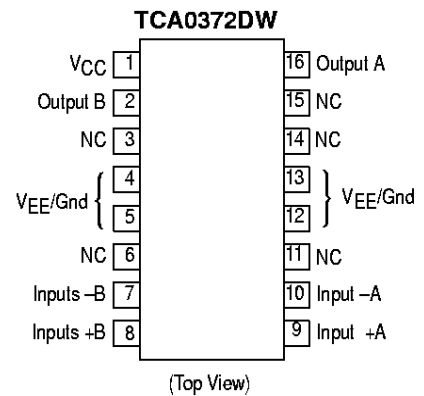 TCA0372DW
VCC 1
16 Output A
Output B 2
15 NC
NC 3
14 NC
4
13
VEE/Gnd
VEE/Gnd
5
12
NC 6
11 NC
Inputs –B 7
10 Input –A
Inputs +B 8
9 Input +A
(Top View)